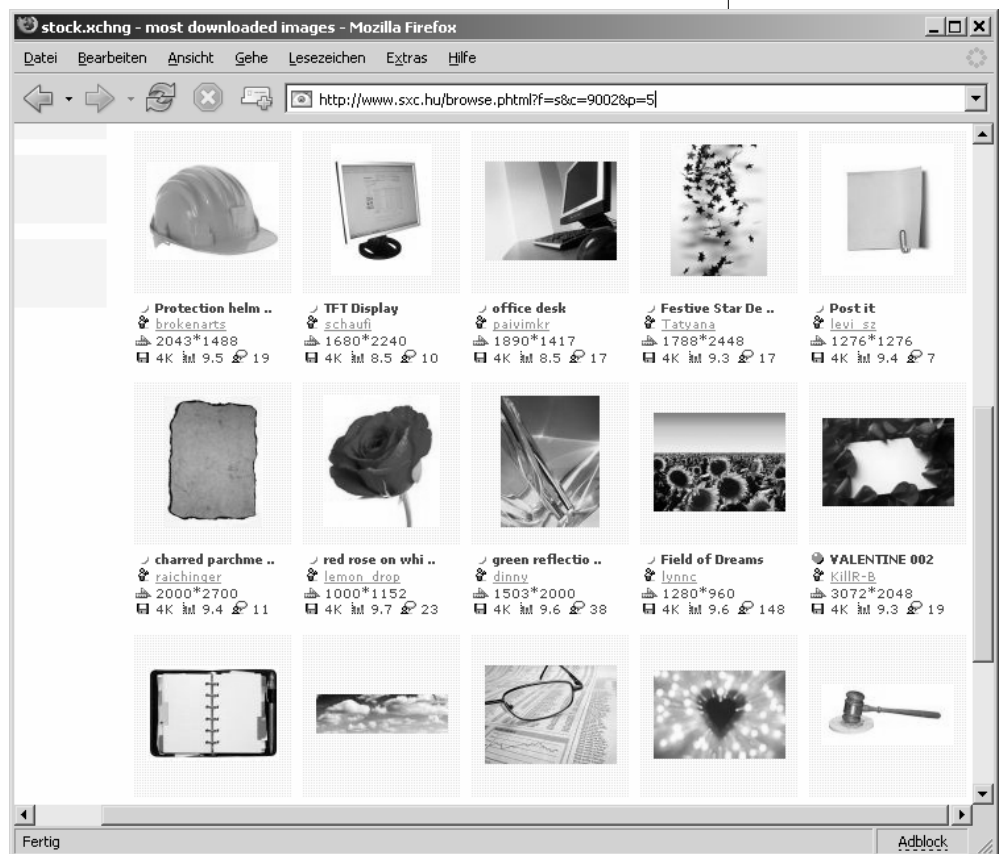 stock.xchng - most downloaded images - Mozilla Firefox
Datei Bearbeiten Ansicht Gehe Lesezeichen Extras Hilfe
http://www.sxc.hu/browse.phtml?f=s&c=9002&p=5
Protection helm .. TFT Display office desk Festive Star De .. Post it
brokenarts schaufi paivimkr Tatyana levi_sz
2043*1488 1680*2240 1890*1417 1788*2448 1276*1276
4K 9.5 19 4K 8.5 10 4K 8.5 17 4K 9.3 17 4K 9.4 7
charred parchme .. red rose on whi .. green reflectio .. Field of Dreams VALENTINE 002
raichinger lemon_drop dinny lynnc KillR-B
2000*2700 1000*1152 1503*2000 1280*960 3072*2048
4K 9.4 11 4K 9.7 23 4K 9.6 38 4K 9.6 148 4K 9.3 19
Fertig Adblock